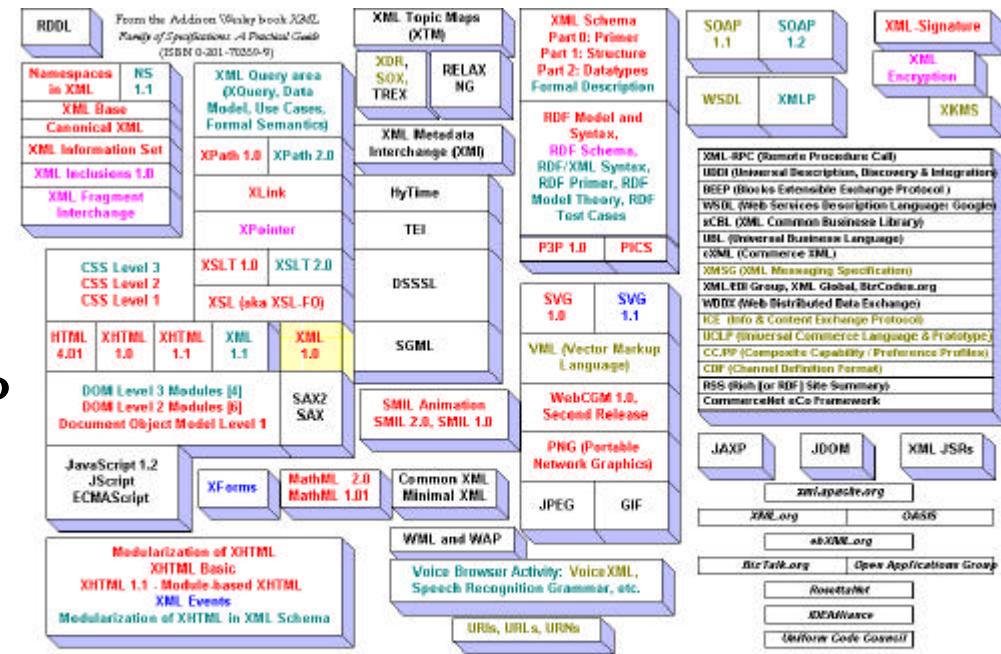 RDDL
From the Addison Wesley book XML
Family of Specifications: A Practical Guide
(ISBN 0-201-70359-9)
Namespaces
in XML
NS
1.1
XML Base
Canonical XML
XML Information Set
XML Inclusions 1.0
XML Fragment
Interchange
XML Query area
(XQuery, Data
Model, Use Cases,
Formal Semantics)
XPath 1.0
XPath 2.0
XLink
XPointer
XSLT 1.0
XSLT 2.0
XSL (aka XSL-FO)
CSS Level 3
CSS Level 2
CSS Level 1
HTML
4.01
XHTML
1.0
XHTML
1.1
XML
1.1
XML
1.0
DOM Level 3 Modules [4]
DOM Level 2 Modules [6]
Document Object Model Level 1
SAX2
SAX
JavaScript 1.2
JScript
ECMAScript
XForms
MathML 2.0
MathML 1.01
Common XML
Minimal XML
Modularization of XHTML
XHTML Basic
XHTML 1.1 - Module-based XHTML
XML Events
Modularization of XHTML in XML Schema
XML Topic Maps
(XTM)
XDR,
SOX,
TREX
RELAX
NG
XML Metadata
Interchange (XMI)
HyTime
TEI
DSSSL
SGML
SMIL Animation
SMIL 2.0, SMIL 1.0
WML and WAP
Voice Browser Activity: VoiceXML,
Speech Recognition Grammar, etc.
URIs, URLs, URNs
XML Schema
Part 0: Primer
Part 1: Structure
Part 2: Datatypes
Formal Description
RDF Model and
Syntax,
RDF Schema,
RDF/XML Syntax,
RDF Primer, RDF
Model Theory, RDF
Test Cases
P3P 1.0
PICS
SVG
1.0
SVG
1.1
VML (Vector Markup
Language)
WebCGM 1.0,
Second Release
PNG (Portable
Network Graphics)
JPEG
GIF
SOAP
1.1
SOAP
1.2
WSDL
XMLP
XML-Signature
XML
Encryption
XKMS
XML-RPC (Remote Procedure Call)
UDDI (Universal Description, Discovery & Integration)
BEEP (Blocks Extensible Exchange Protocol )
WSDL (Web Services Description Language: Google)
xCBL (XML Common Business Library)
UBL (Universal Business Language)
cXML (Commerce XML)
XMSG (XML Messaging Specification)
XML/EDI Group, XML Global, BizCodes.org
WDDX (Web Distributed Data Exchange)
ICE (Info & Content Exchange Protocol)
UCLP (Universal Commerce Language & Prototype)
CC/PP (Composite Capability / Preference Profiles)
CDF (Channel Definition Format)
RSS (Rich [or RDF] Site Summary)
CommerceNet eCo Framework
JAXP
JDOM
XML JSRs
xml.apache.org
XML.org
OASIS
ebXML.org
BizTalk.org
Open Applications Group
RosettaNet
IDEAlliance
Uniform Code Council